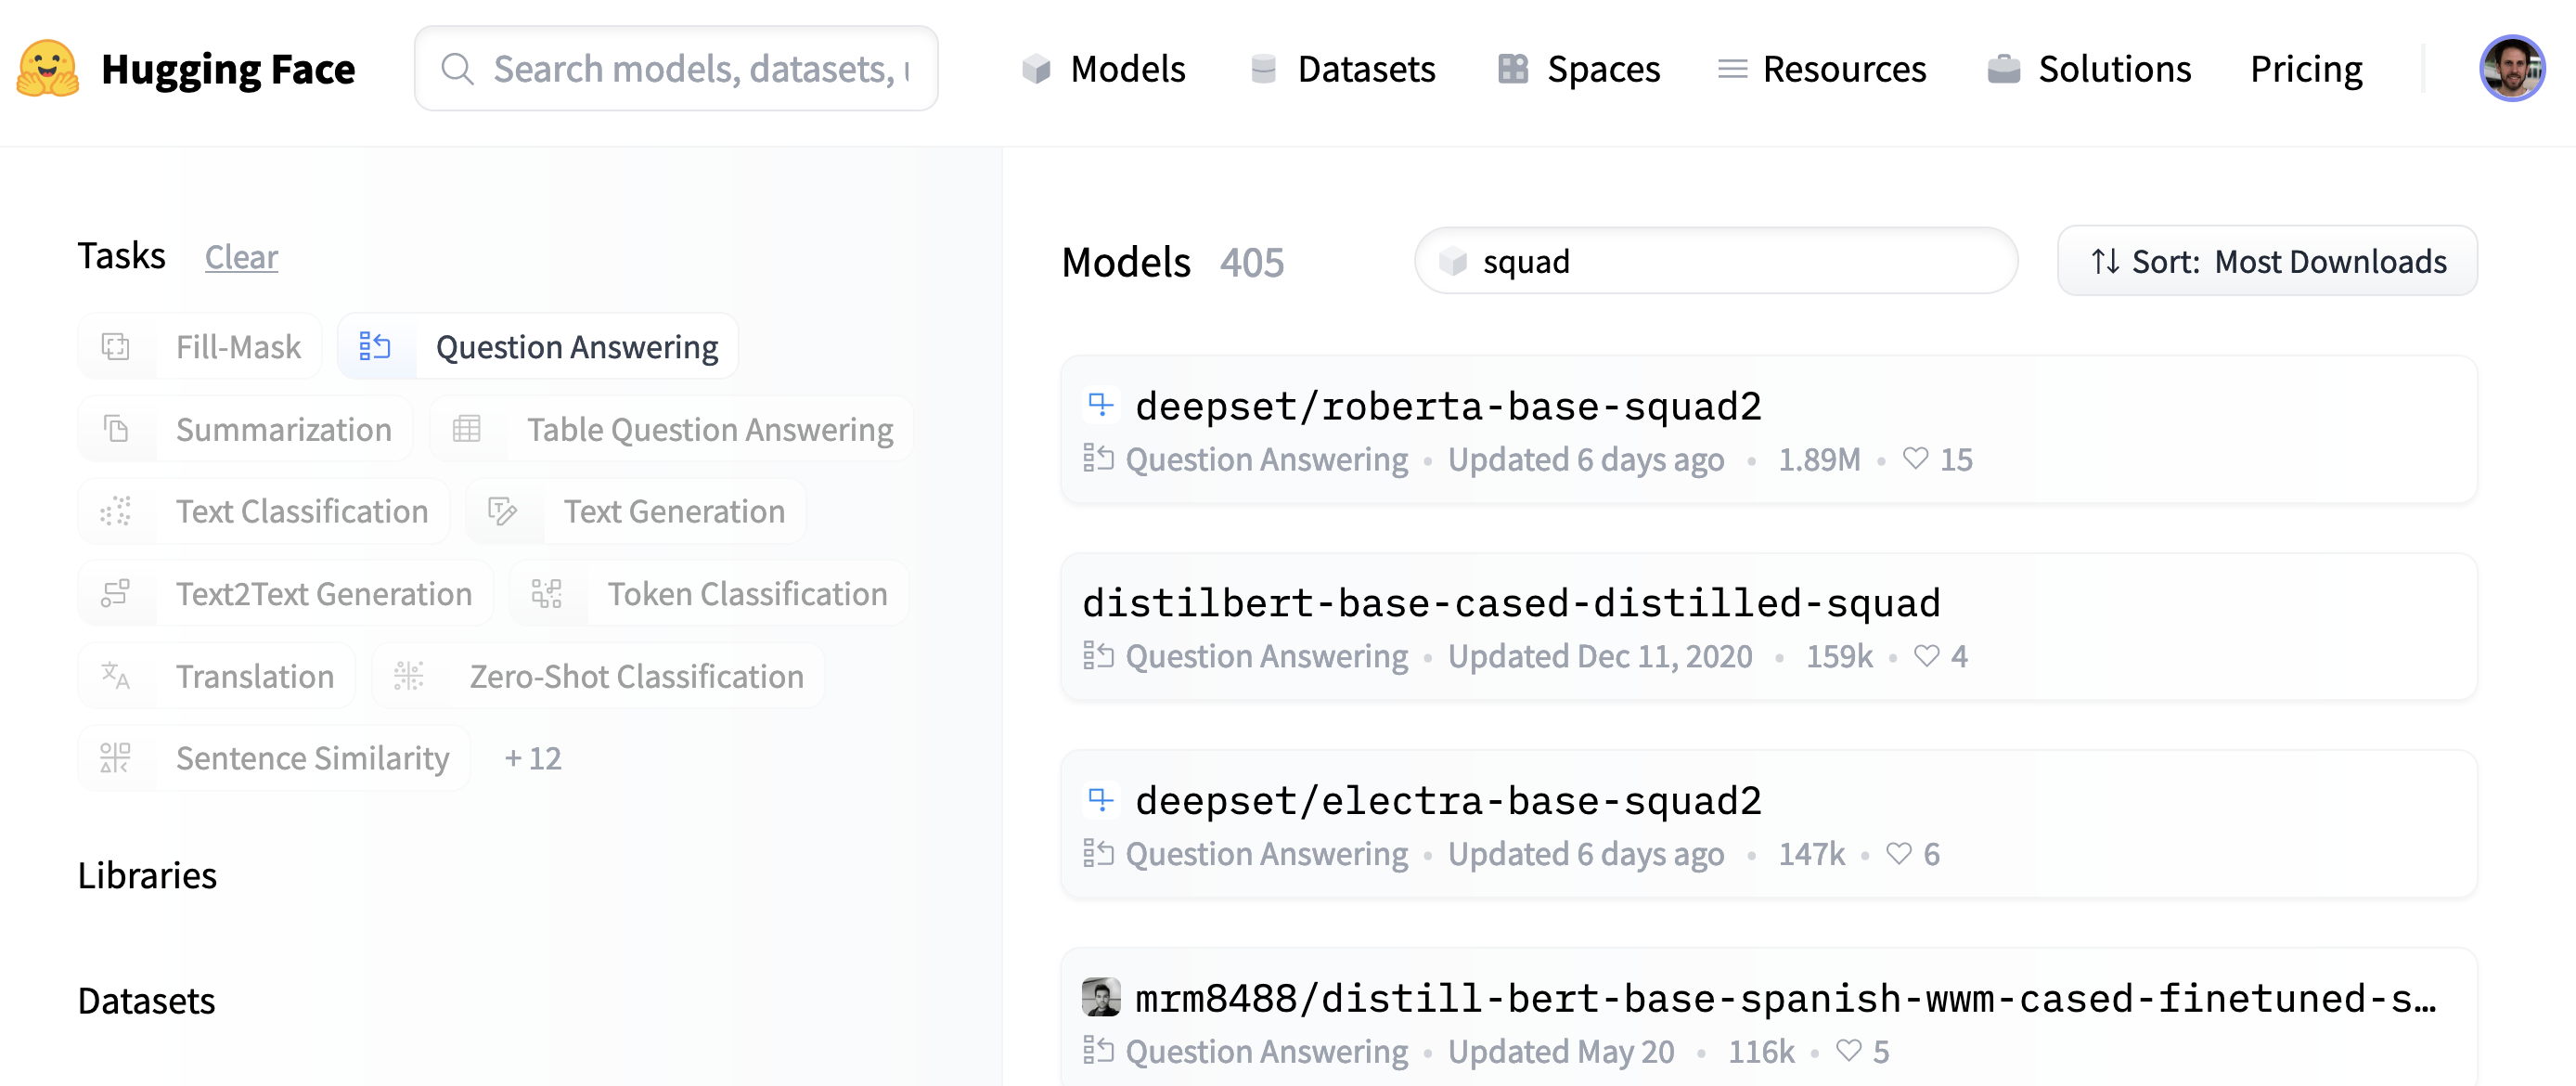 Hugging Face
Search models, datasets,
Models
Datasets
Spaces
Resources
Solutions
Pricing
Tasks Clear
Fill-Mask Question Answering
Summarization Table Question Answering
Text Classification Text Generation
Text2Text Generation Token Classification
Translation Zero-Shot Classification
Sentence Similarity + 12
Libraries
Datasets
Models 405
squad
Sort: Most Downloads
deepset/roberta-base-squad2
Question Answering • Updated 6 days ago • 1.89M • 15
distilbert-base-cased-distilled-squad
Question Answering • Updated Dec 11, 2020 • 159k • 4
deepset/electra-base-squad2
Question Answering • Updated 6 days ago • 147k • 6
mrm8488/distill-bert-base-spanish-wwm-cased-finetuned-s…
Question Answering • Updated May 20 • 116k • 5